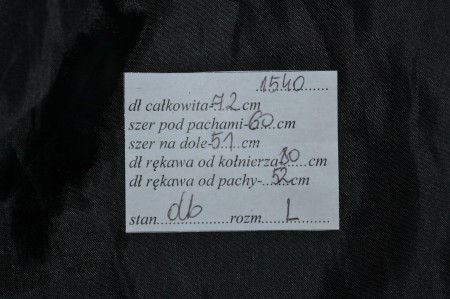 1540
dł całkowita-72 cm
szer pod pachami-60 cm
szer na dole-51 cm
dł rękawa od kołnierza 80 cm
dł rękawa od pachy- 52 cm
stan db rozm L